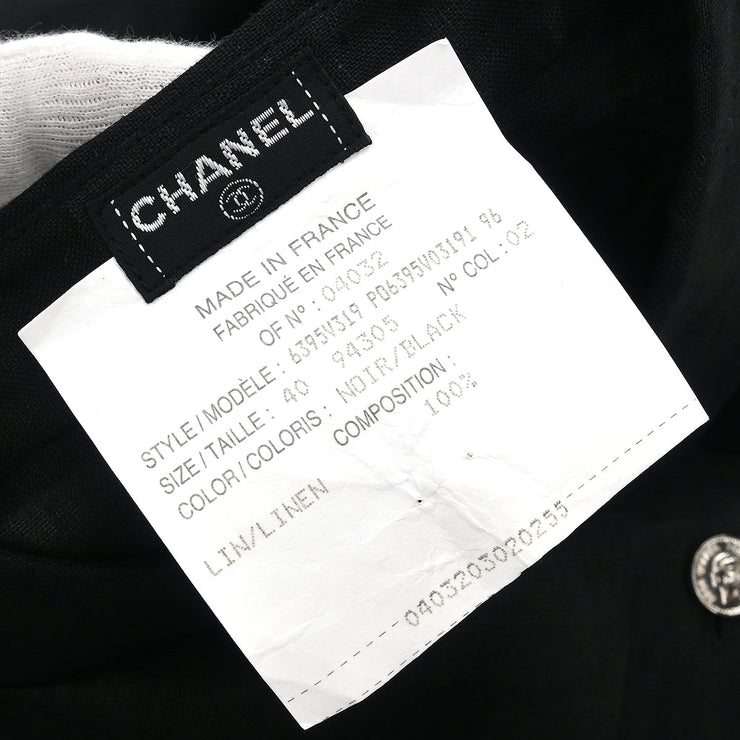 CHANEL
MADE IN FRANCE
FABRIQUÉ EN FRANCE
OF Nº : 04032
STYLE / MODÈLE : 6395V319 P06395V03191 96
SIZE / TAILLE : 40 94305 Nº COL : 02
COLOR / COLORIS : NOIR/BLACK
COMPOSITION :
100%
LIN/LINEN
0403203020255